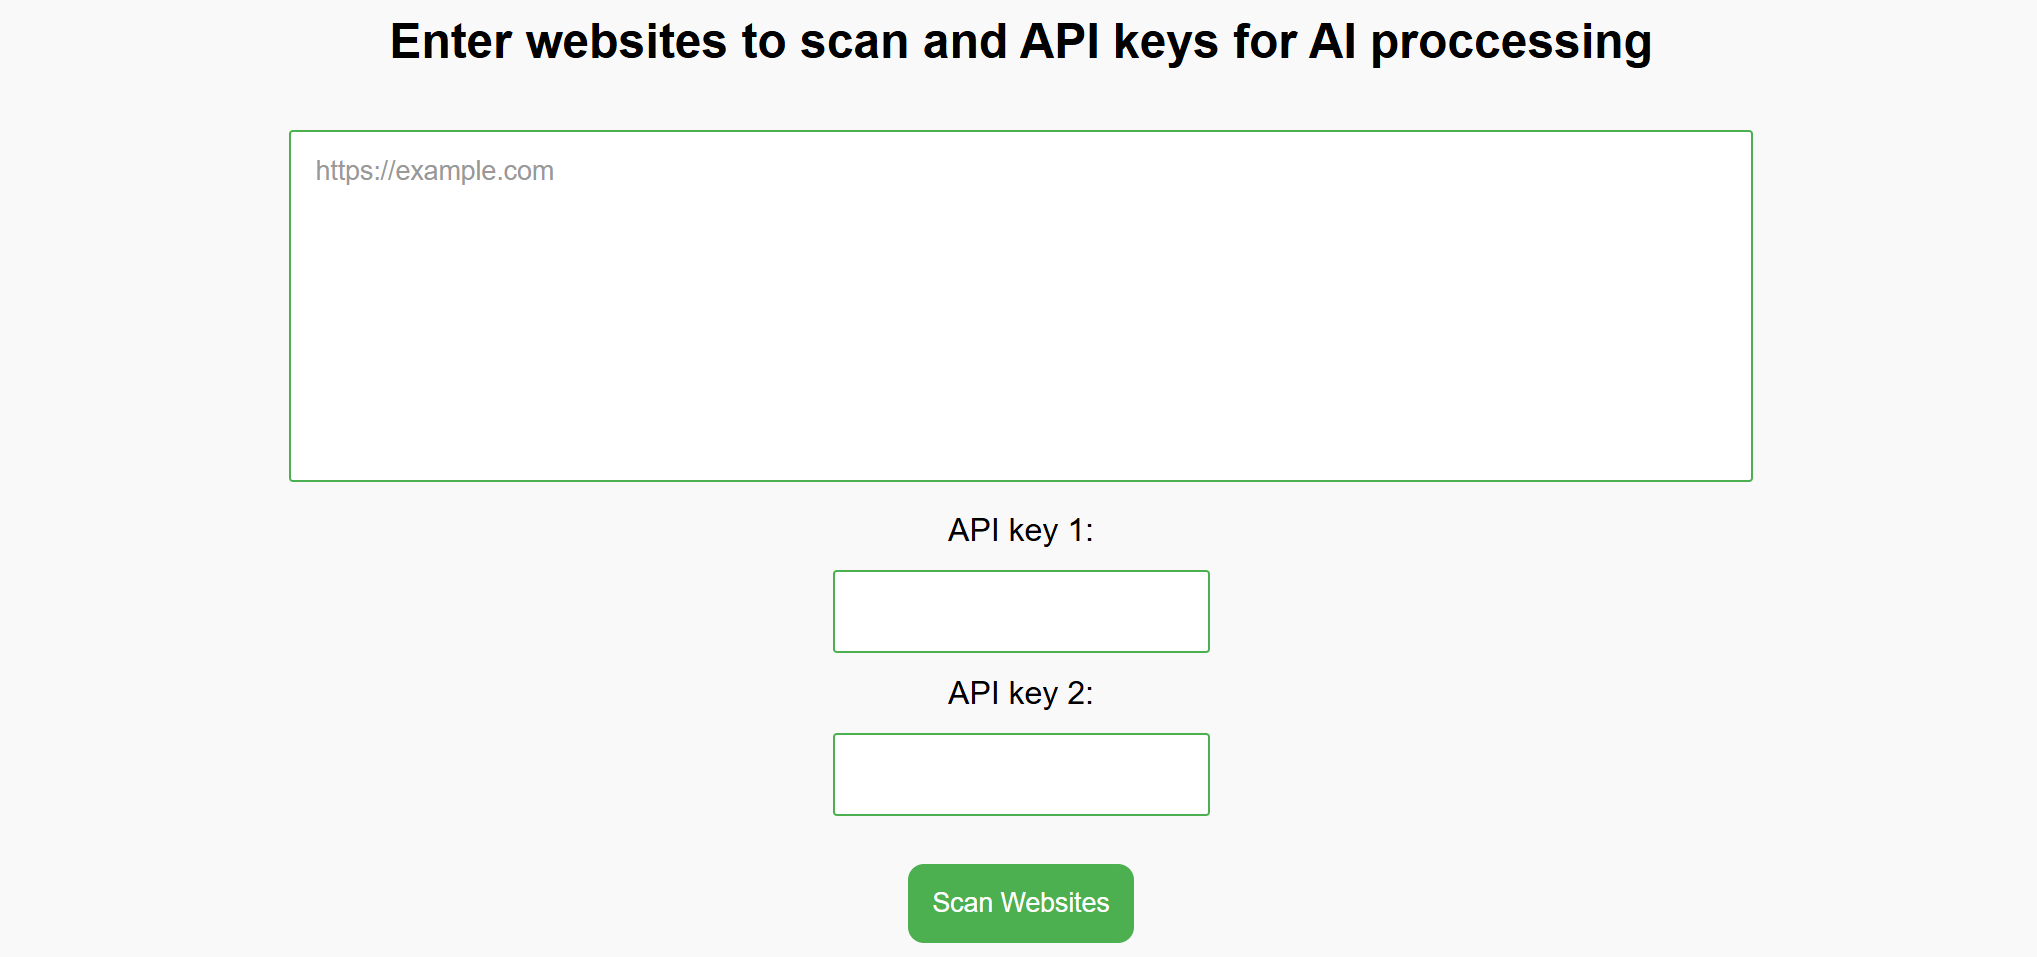 Enter websites to scan and API keys for AI proccessing
https://example.com
API key 1:
API key 2:
Scan Websites